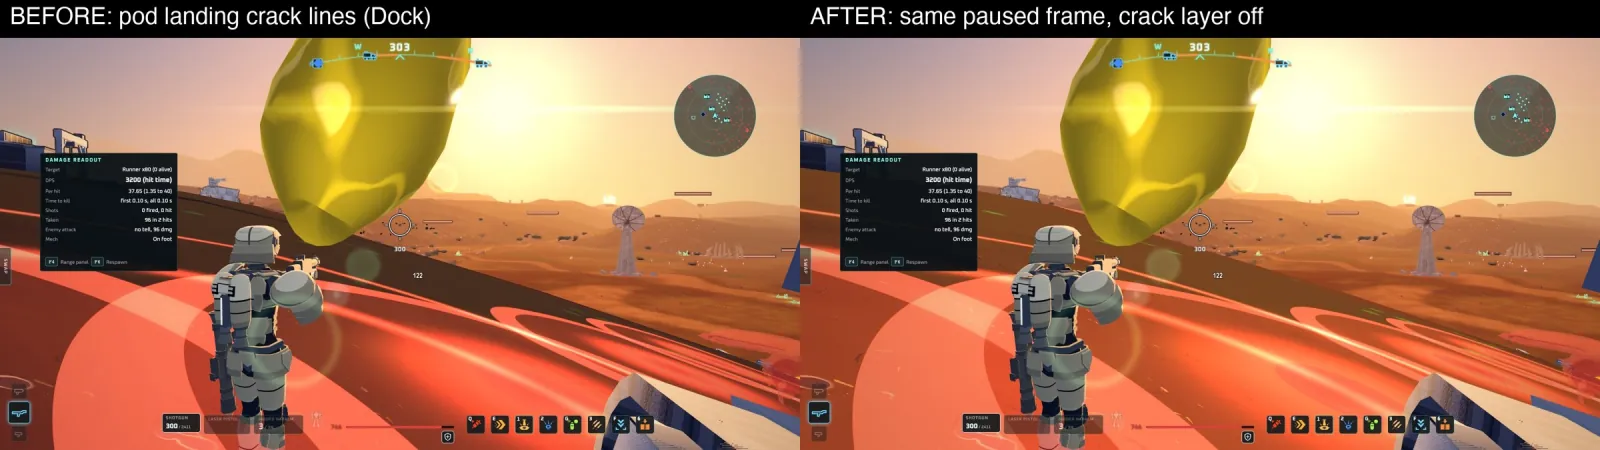 BEFORE: pod landing crack lines (Dock)
W
303
DAMAGE READOUT
Target Runner x80 (0 alive)
DPS 3200 (hit time)
Per hit 37.65 (1.35 to 40)
Time to kill first 0.10 s, all 0.10 s
Shots 0 fired, 0 hit
Taken 96 in 2 hits
Enemy attack no tell, 96 dmg
Mech On foot
F4 Range panel
Respawn
SWAP
300
122
SHOTGUN
300
3
AFTER: same paused frame, crack layer off
W
303
DAMAGE READOUT
Target Runner x80 (0 alive)
DPS 3200 (hit time)
Per hit 37.65 (1.35 to 40)
Time to kill first 0.10 s, all 0.10 s
Shots 0 fired, 0 hit
Taken 96 in 2 hits
Enemy attack no tell, 96 dmg
Mech On foot
F4 Range panel
Respawn
SWAP
300
122
SHOTGUN
300
3